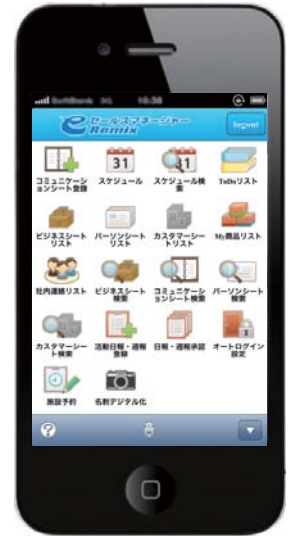 16:38
eセールスマネージャー
Remix
logout
31
31
コミュニケーシ
ョンシート登録
スケジュール
スケジュール検
索
ToDoリスト
ビジネスシート
リスト
パーソンシート
リスト
カスタマーシー
トリスト
My商品リスト
社内連絡リスト
ビジネスシート
検索
コミュニケーシ
ョンシート検索
パーソンシート
検索
カスタマーシー
ト検索
活動日報・週報
登録
日報・週報承認
オートログイン
設定
施設予約
名刺デジタル化
?